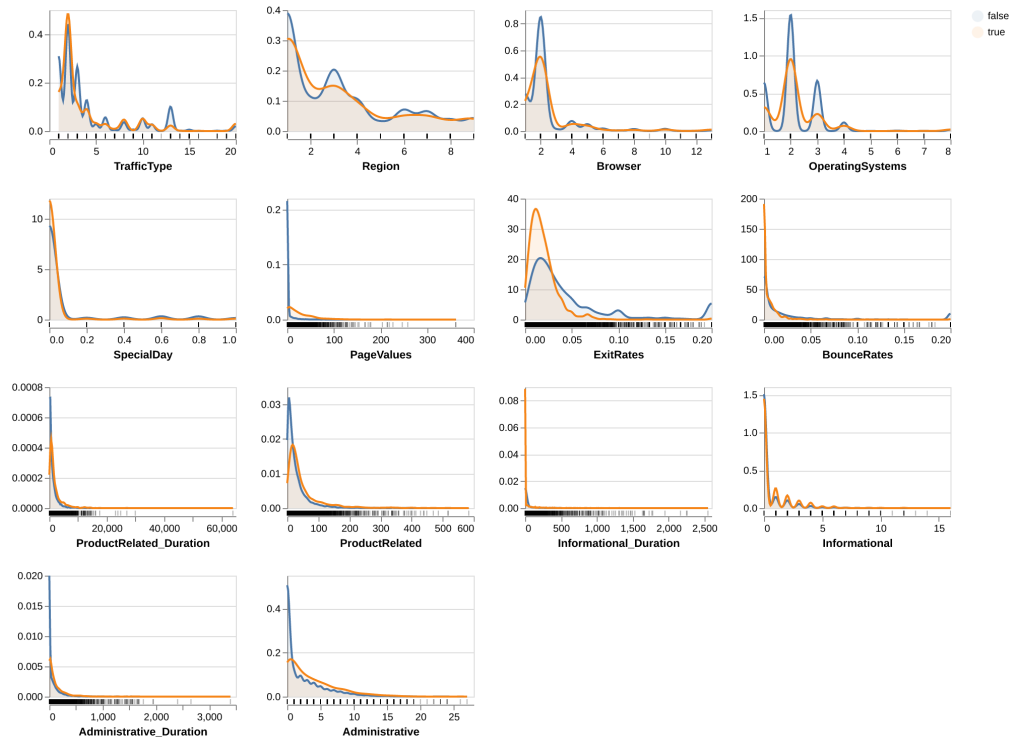 0.4
0.2
0.0
0 5 10 15 20
TrafficType
0.4
0.3
0.2
0.1
0.0
2 4 6 8
Region
0.8
0.6
0.4
0.2
0.0
2 4 6 8 10 12
Browser
1.5
1.0
0.5
0.0
1 2 3 4 5 6 7 8
OperatingSystems
false
true
10
5
0
0.0 0.2 0.4 0.6 0.8 1.0
SpecialDay
0.2
0.1
0.0
0 100 200 300 400
PageValues
40
30
20
10
0
0.00 0.05 0.10 0.15 0.20
ExitRates
200
150
100
50
0
0.00 0.05 0.10 0.15 0.20
BounceRates
0.0008
0.0006
0.0004
0.0002
0.0000
0 20,000 40,000 60,000
ProductRelated_Duration
0.03
0.02
0.01
0.00
0 100 200 300 400 500 600
ProductRelated
0.08
0.06
0.04
0.02
0.00
0 500 1,000 1,500 2,000 2,500
Informational_Duration
1.5
1.0
0.5
0.0
0 5 10 15
Informational
0.020
0.015
0.010
0.005
0.000
0 1,000 2,000 3,000
Administrative_Duration
0.4
0.2
0.0
0 5 10 15 20 25
Administrative